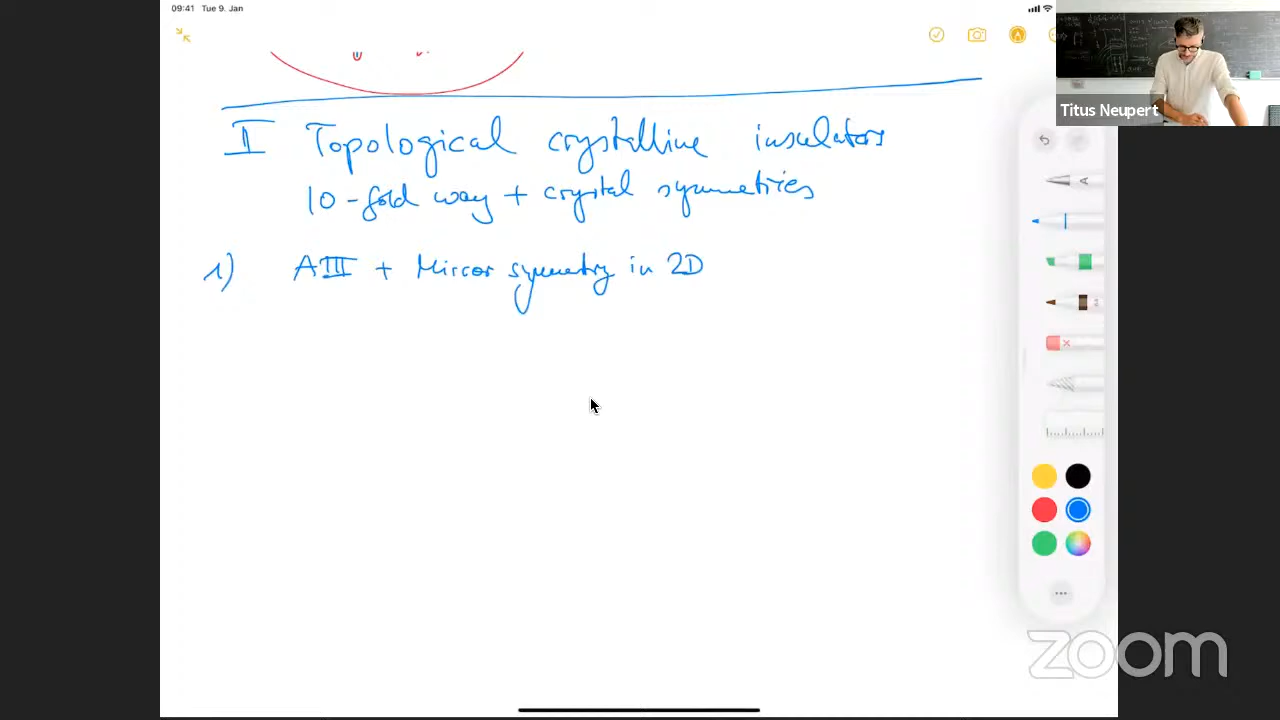 09:41 Tue 9. Jan
Titus Neupert
II Topological crystalline insulators
10-fold way + crystal symmetries
1) AIII + Mirror symmetry in 2D
zoom